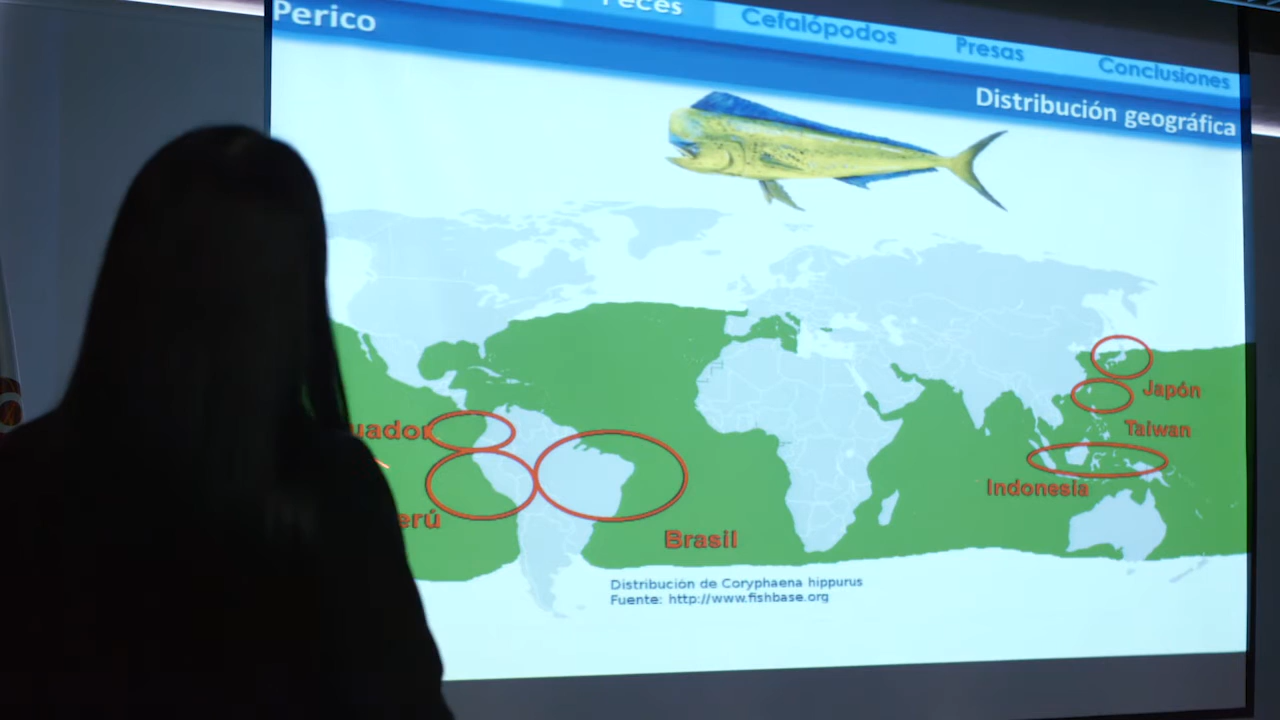 Perico
Peces
Cefalópodos
Presas
Conclusiones
Distribución geográfica
Japón
Taiwan
Indonesia
Brasil
Distribución de Coryphaena hippurus
Fuente: http://www.fishbase.org